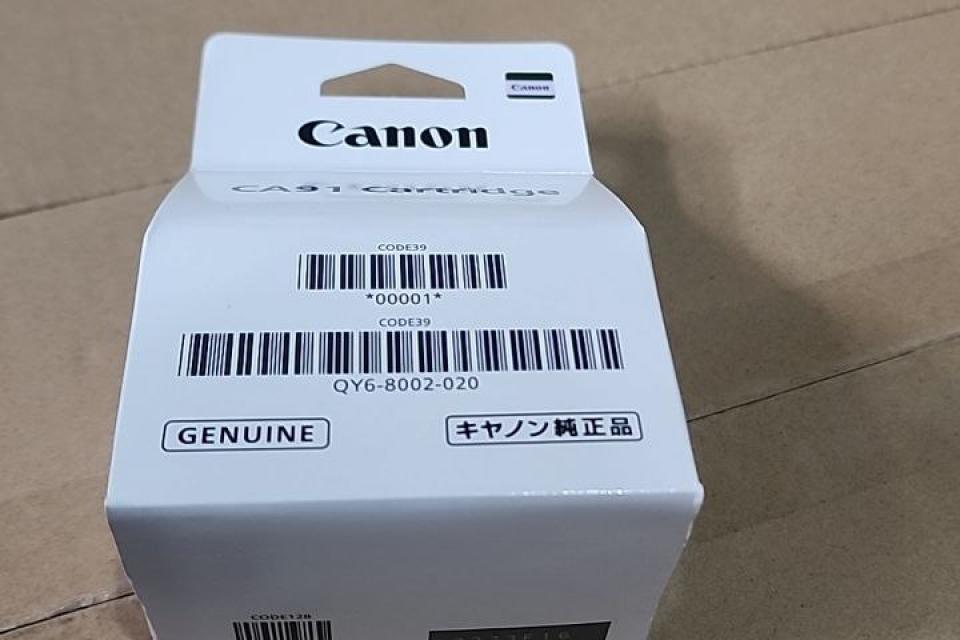 Canon
Canon
CA91 Cartridge
CODE39
*00001*
CODE39
QY6-8002-020
GENUINE
キヤノン純正品
CODE128